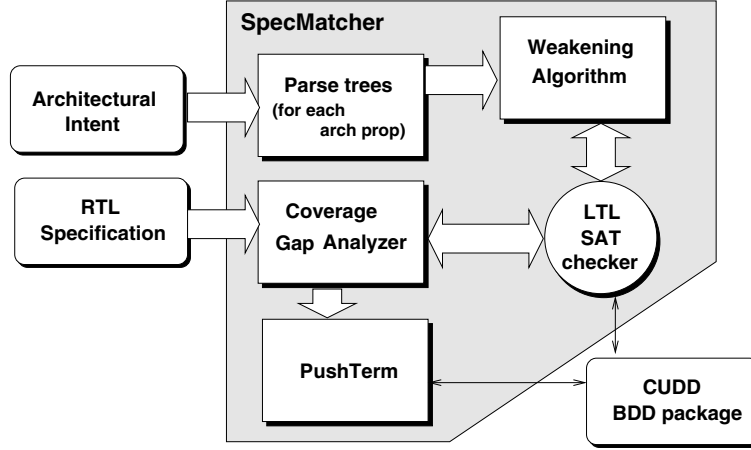 SpecMatcher
Architectural
Intent
Parse trees
(for each
arch prop)
Weakening
Algorithm
RTL
Specification
Coverage
Gap Analyzer
LTL
SAT
checker
PushTerm
CUDD
BDD package